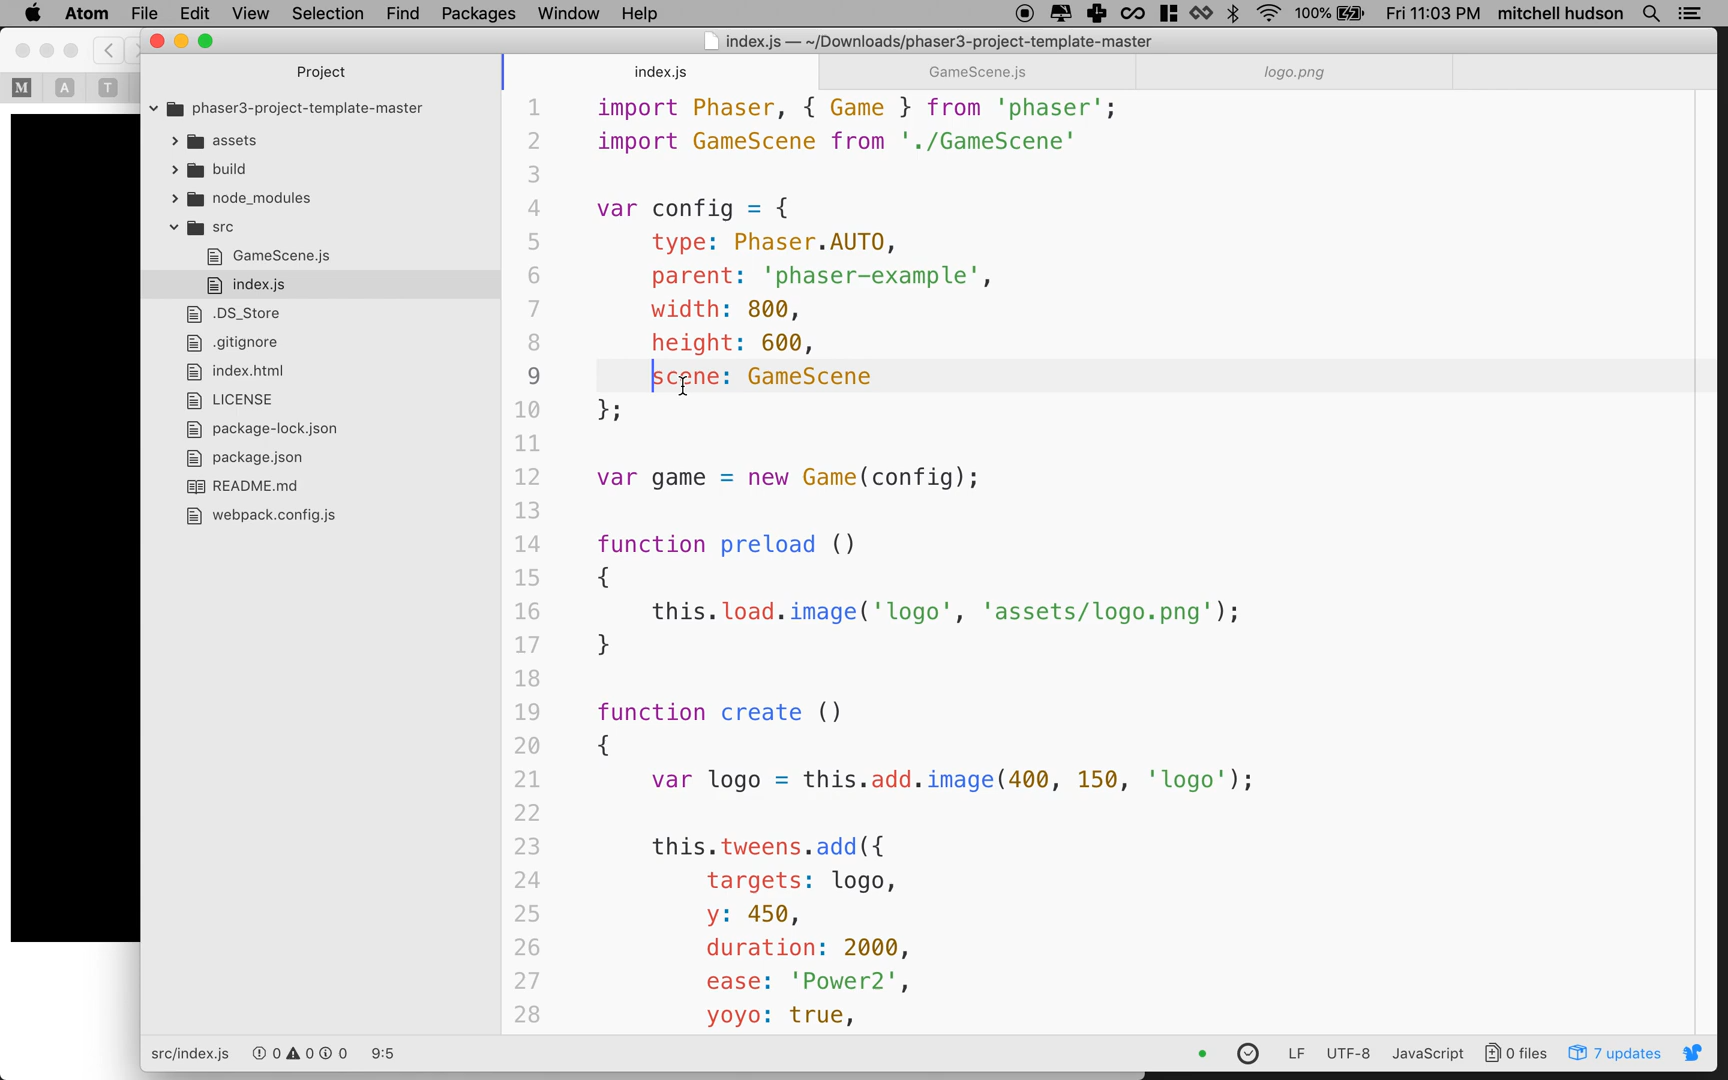 Atom File Edit View Selection Find Packages Window Help 100% Fri 11:03 PM mitchell hudson
index.js — ~/Downloads/phaser3-project-template-master
M A T
Project
index.js GameScene.js logo.png
phaser3-project-template-master
assets
build
node_modules
src
GameScene.js
index.js
.DS_Store
.gitignore
index.html
LICENSE
package-lock.json
package.json
README.md
webpack.config.js
1 import Phaser, { Game } from 'phaser';
2 import GameScene from './GameScene'
3
4 var config = {
5 type: Phaser.AUTO,
6 parent: 'phaser-example',
7 width: 800,
8 height: 600,
9 scene: GameScene
10 };
11
12 var game = new Game(config);
13
14 function preload ()
15 {
16 this.load.image('logo', 'assets/logo.png');
17 }
18
19 function create ()
20 {
21 var logo = this.add.image(400, 150, 'logo');
22
23 this.tweens.add({
24 targets: logo,
25 y: 450,
26 duration: 2000,
27 ease: 'Power2',
28 yoyo: true,
src/index.js 0 0 0 9:5 LF UTF-8 JavaScript 0 files 7 updates